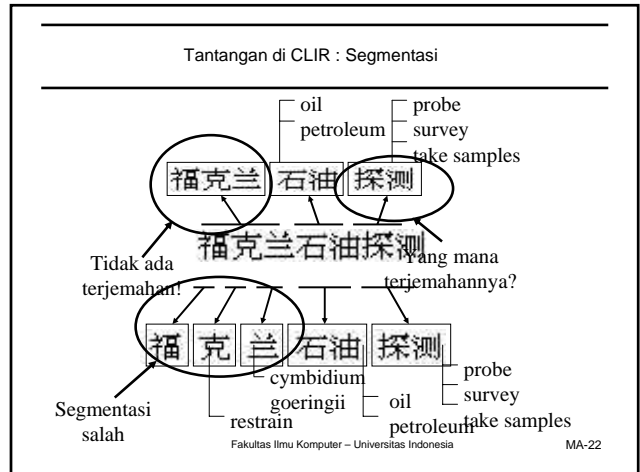 Tantangan di CLIR : Segmentasi
oil
petroleum
probe
survey
take samples
福克兰 石油 探测
福克兰石油探测
Tidak ada
terjemahan!
Yang mana
terjemahannya?
福 克 兰 石油 探测
cymbidium
goeringii
restrain
oil
petroleum
probe
survey
take samples
Segmentasi
salah
Fakultas Ilmu Komputer – Universitas Indonesia
MA-22